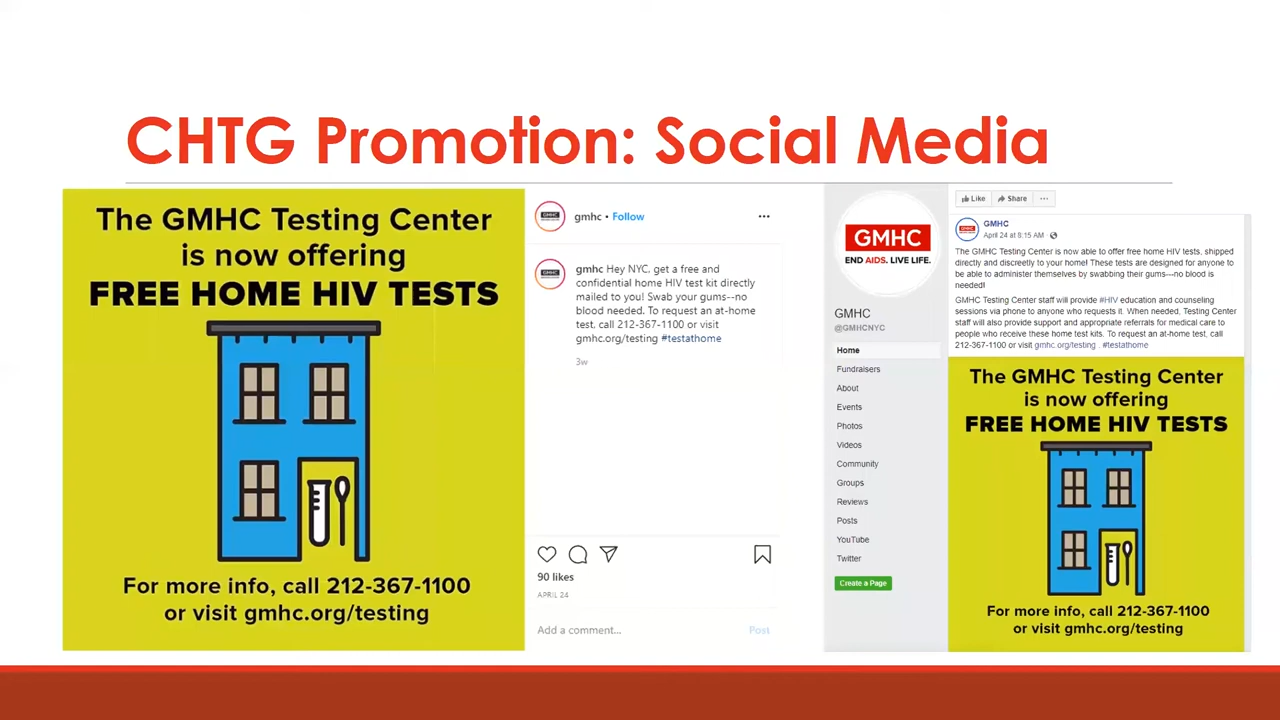 CHTG Promotion: Social Media
The GMHC Testing Center
is now offering
FREE HOME HIV TESTS
For more info, call 212-367-1100
or visit gmhc.org/testing
gmhc • Follow
gmhc Hey NYC, get a free and
confidential home HIV test kit directly
mailed to you! Swab your gums--no
blood needed. To request an at-home
test, call 212-367-1100 or visit
gmhc.org/testing #testathome
3w
90 likes
APRIL 24
Add a comment...
Post
GMHC
END AIDS. LIVE LIFE.
GMHC
@GMHCNYC
Home
Fundraisers
About
Events
Photos
Videos
Community
Groups
Reviews
Posts
YouTube
Twitter
Create a Page
Like
Share
GMHC
April 24 at 8:15 AM
The GMHC Testing Center is now able to offer free home HIV tests, shipped
directly and discreetly to your home! These tests are designed for anyone to
be able to administer themselves by swabbing their gums---no blood is
needed!
GMHC Testing Center staff will provide #HIV education and counseling
sessions via phone to anyone who requests it. When needed, Testing Center
staff will also provide support and appropriate referrals for medical care to
people who receive these home test kits. To request an at-home test, call
212-367-1100 or visit gmhc.org/testing . #testathome
The GMHC Testing Center
is now offering
FREE HOME HIV TESTS
For more info, call 212-367-1100
or visit gmhc.org/testing